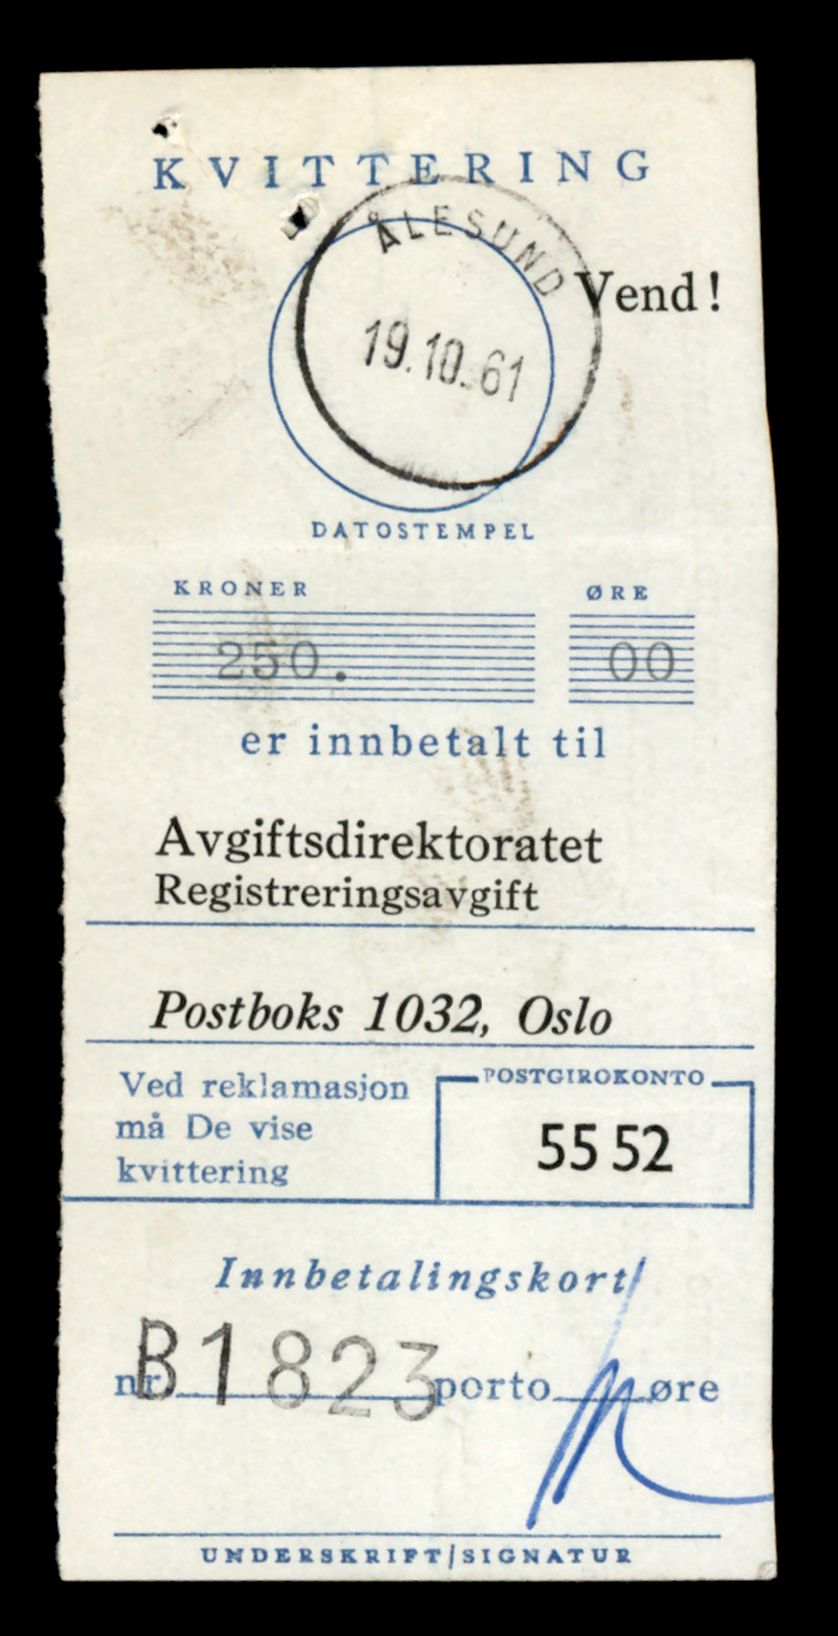 KVITTERING
ÅLESUND
Vend!
19.10.61
DATOSTEMPEL
KRONER ØRE
250. 00
er innbetalt til
Avgiftsdirektoratet
Registreringsavgift
Postboks 1032, Oslo
Ved reklamasjon
må De vise
kvittering
POSTGIROKONTO
55 52
Innbetalingskort
nr. B1823 porto øre
UNDERSKRIFT/SIGNATUR